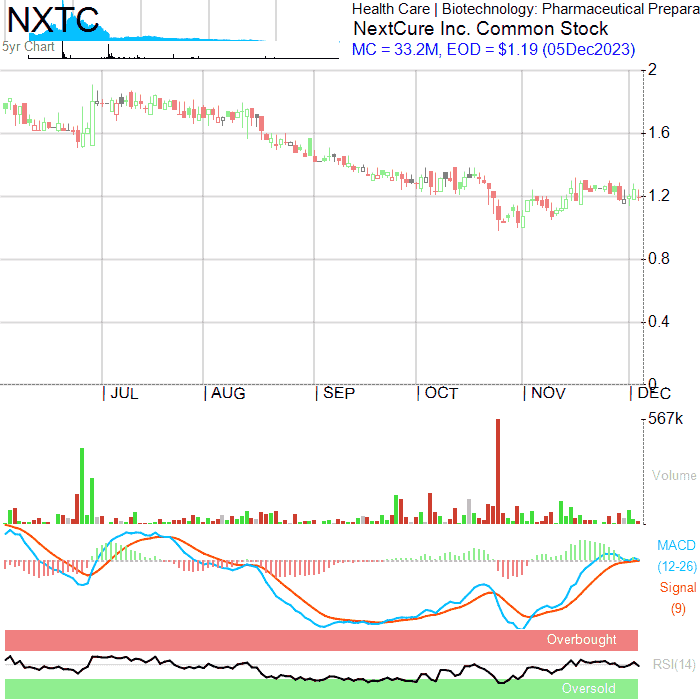 NXTC
5yr Chart
Health Care | Biotechnology: Pharmaceutical Prepara
NextCure Inc. Common Stock
MC = 33.2M, EOD = $1.19 (05Dec2023)
2
1.6
1.2
0.8
0.4
0
JUL AUG SEP OCT NOV DEC
567k
Volume
MACD
(12-26)
Signal
(9)
Overbought
RSI(14)
Oversold